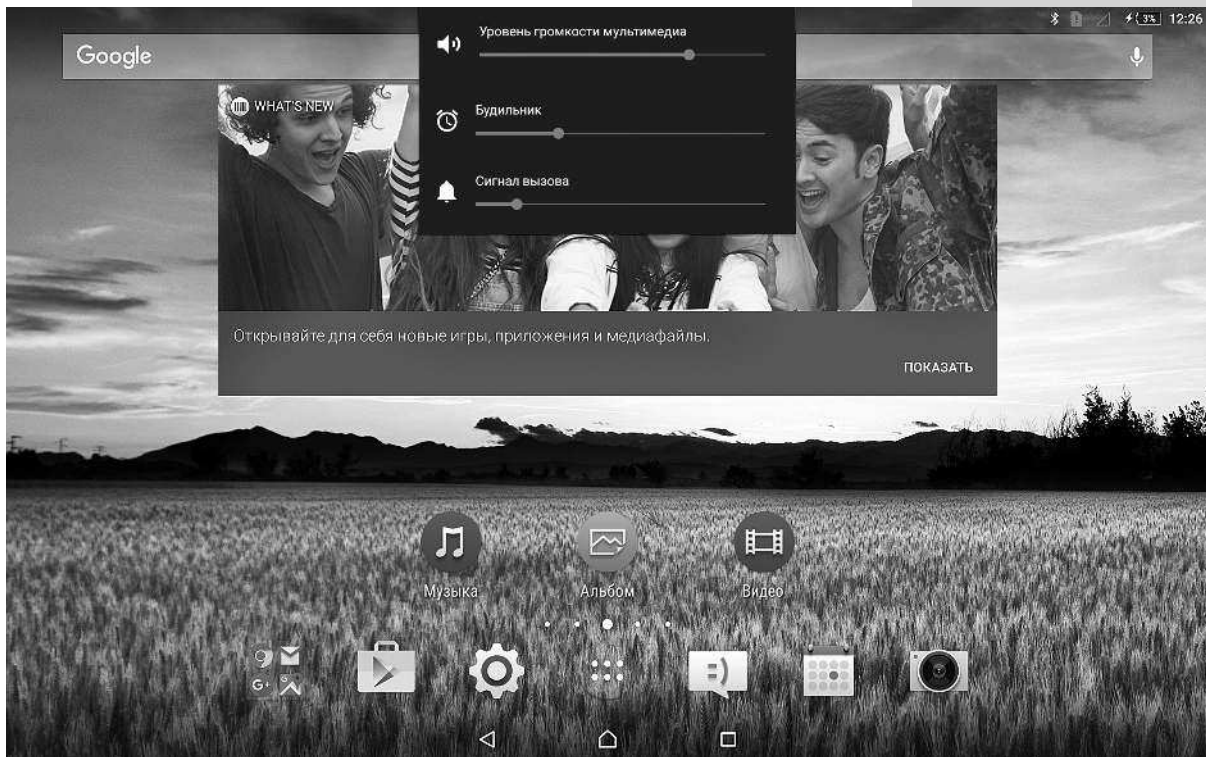 Уровень громкости мультимедиа
3% 12:26
Google
WHAT'S NEW
Будильник
Сигнал вызова
Открывайте для себя новые игры, приложения и медиафайлы.
ПОКАЗАТЬ
Музыка Альбом Видео
G+